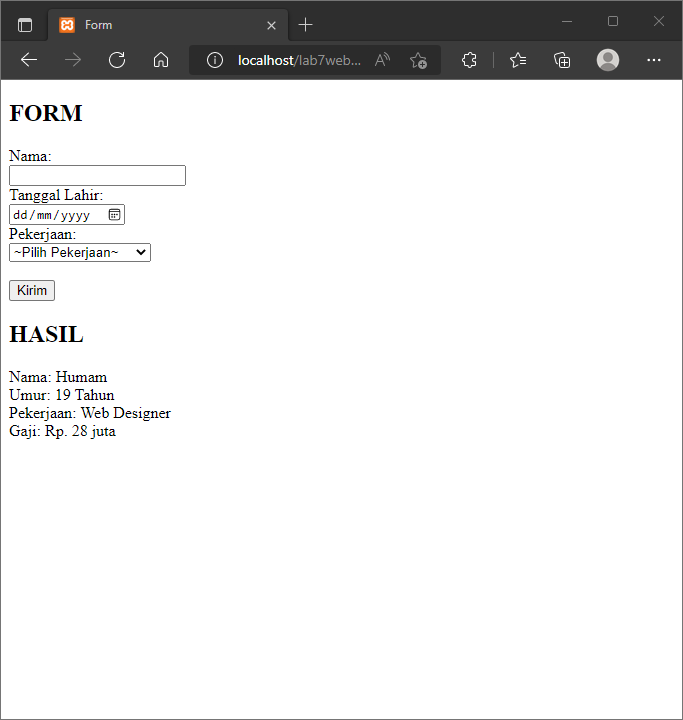 Form
localhost/lab7web...
FORM
Nama:
Tanggal Lahir:
dd/mm/yyyy
Pekerjaan:
~Pilih Pekerjaan~
Kirim
HASIL
Nama: Humam
Umur: 19 Tahun
Pekerjaan: Web Designer
Gaji: Rp. 28 juta